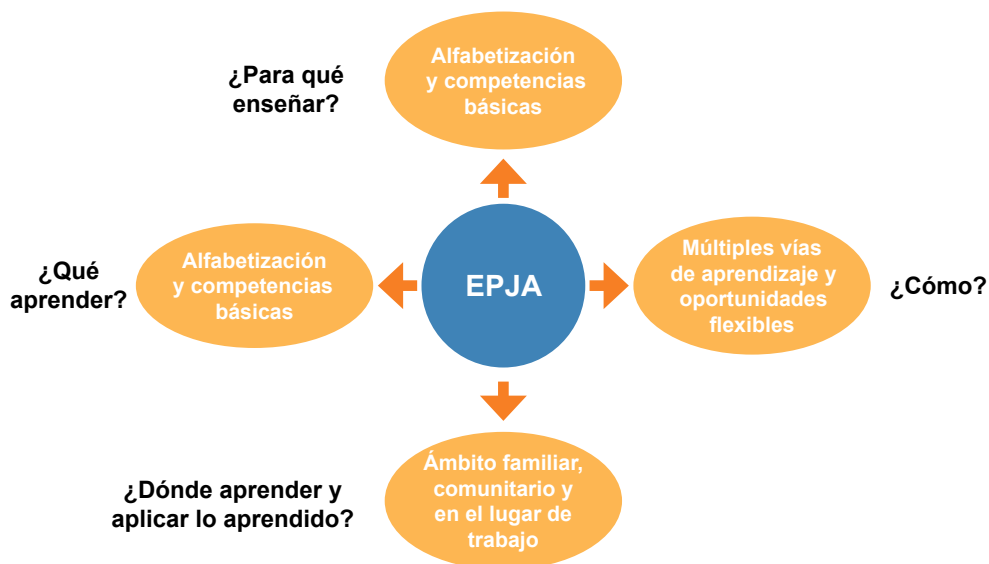 ¿Para qué
enseñar?
Alfabetización
y competencias
básicas
¿Qué
aprender?
Alfabetización
y competencias
básicas
EPJA
Múltiples vías
de aprendizaje y
oportunidades
flexibles
¿Cómo?
¿Dónde aprender y
aplicar lo aprendido?
Ámbito familiar,
comunitario y
en el lugar de
trabajo